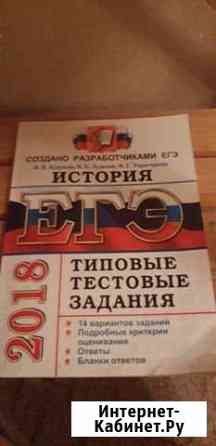 СОЗДАНО РАЗРАБОТЧИКАМИ ЕГЭ
ИСТОРИЯ
ЕГЭ
2018
ТИПОВЫЕ
ТЕСТОВЫЕ
ЗАДАНИЯ
14 вариантов заданий
Подробные критерии
оценивания
Ответы
Бланки ответов
Интернет-
Кабинет.Ру